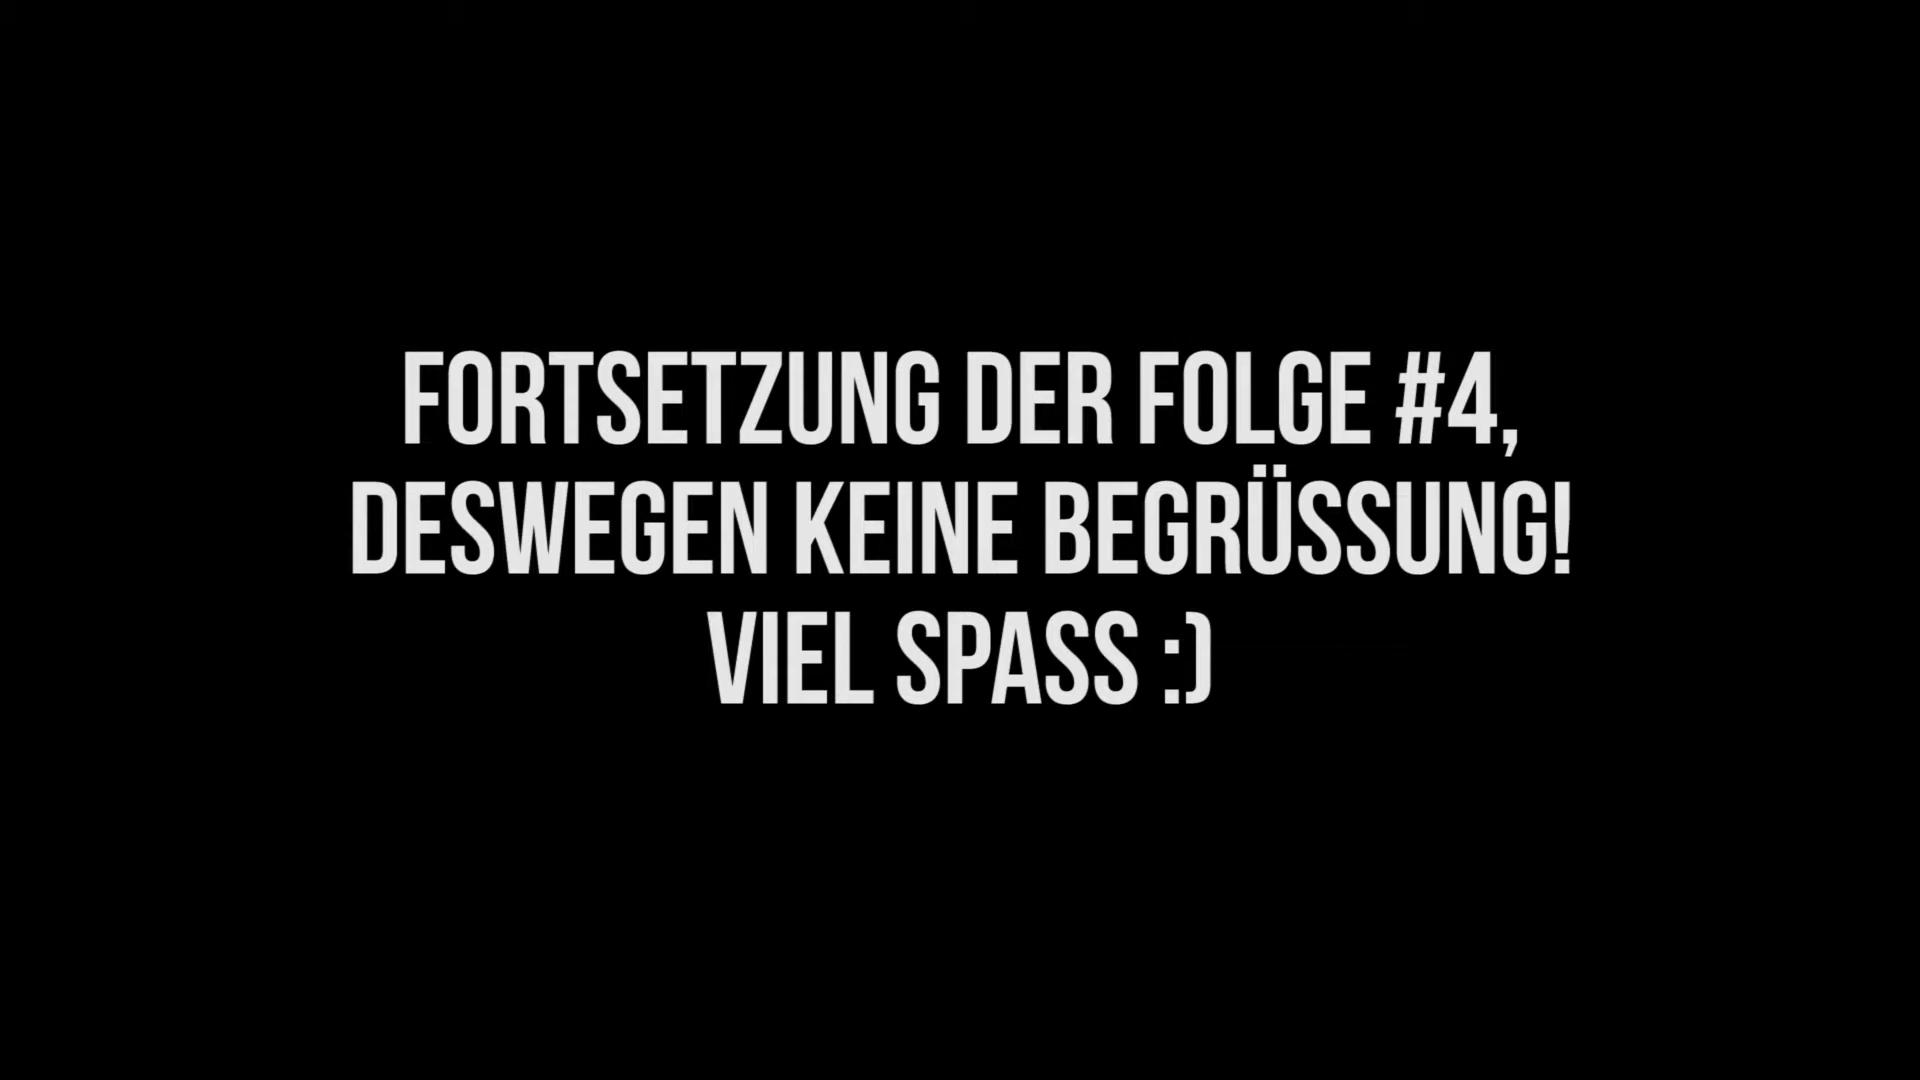 FORTSETZUNG DER FOLGE #4,
DESWEGEN KEINE BEGRÜSSUNG!
VIEL SPASS :)